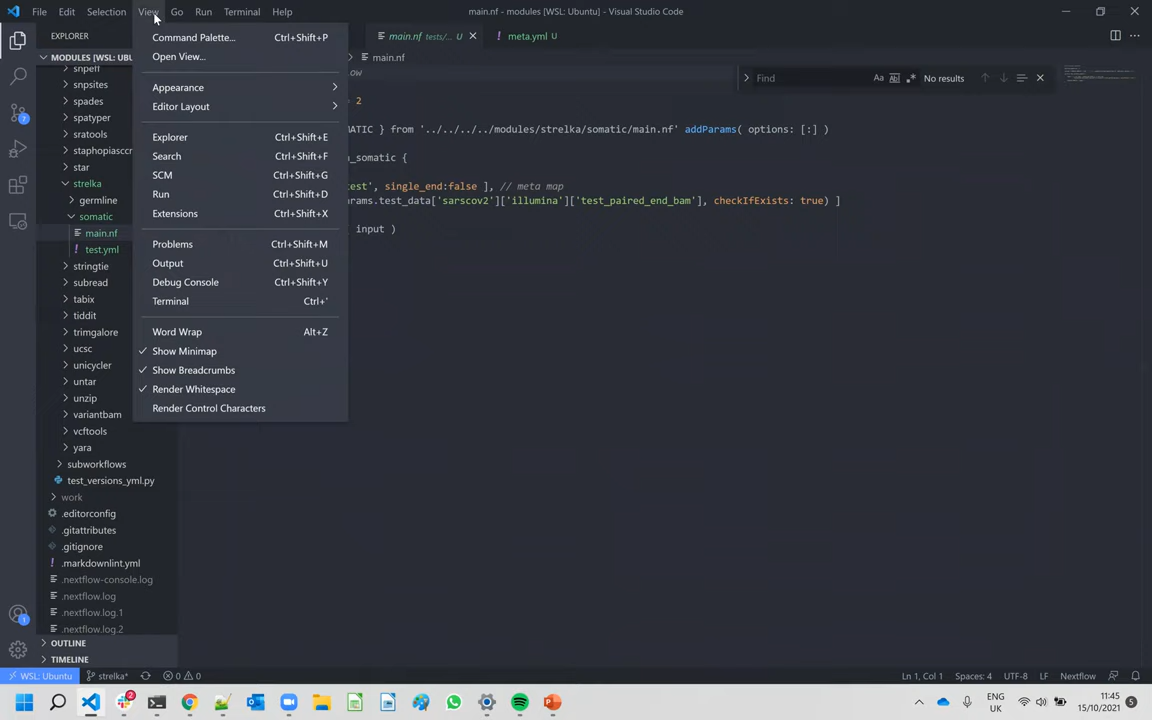 File Edit Selection View Go Run Terminal Help
main.nf - modules [WSL: Ubuntu] - Visual Studio Code
EXPLORER
main.nf tests/... U
meta.yml U
MODULES [WSL: UBU
snpeff
snpsites
spades
spatyper
sratools
staphopiasccr
star
strelka
germline
somatic
main.nf
test.yml
stringtie
subread
tabix
tiddit
trimgalore
ucsc
unicycler
untar
unzip
variantbam
vcftools
yara
subworkflows
test_versions_yml.py
work
.editorconfig
.gitattributes
.gitignore
.markdownlint.yml
.nextflow-console.log
.nextflow.log
.nextflow.log.1
.nextflow.log.2
OUTLINE
TIMELINE
Command Palette... Ctrl+Shift+P
Open View...
Appearance
Editor Layout
Explorer Ctrl+Shift+E
Search Ctrl+Shift+F
SCM Ctrl+Shift+G
Run Ctrl+Shift+D
Extensions Ctrl+Shift+X
Problems Ctrl+Shift+M
Output Ctrl+Shift+U
Debug Console Ctrl+Shift+Y
Terminal Ctrl+'
Word Wrap Alt+Z
Show Minimap
Show Breadcrumbs
Render Whitespace
Render Control Characters
main.nf
Find Aa ab .* No results
ow
2
ATIC } from '../../../../modules/strelka/somatic/main.nf' addParams( options: [:] )
a_somatic {
test', single_end:false ], // meta map
arams.test_data['sarscov2']['illumina']['test_paired_end_bam'], checkIfExists: true) ]
input )
7
1
WSL: Ubuntu strelka* 0 0 Ln 1, Col 1 Spaces: 4 UTF-8 LF Nextflow
2
ENG
UK
11:45
15/10/2021
5